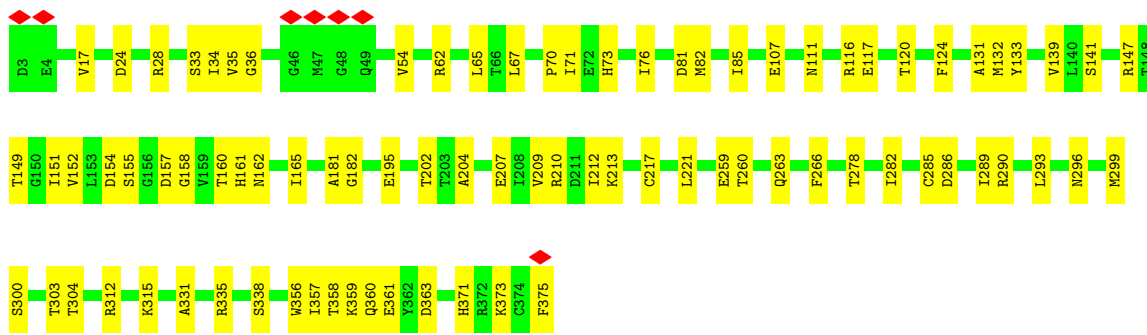 D3 E4 V17 D24 R28 S33 I34 V35 G36 G46 M47 G48 Q49 V54 R62 L65 T66 L67 P70 I71 E72 H73 I76 D81 M82 I85 E107 N111 R116 E117 T120 F124 A131 M132 Y133 V139 L140 S141 R147 T148
T149 G150 I151 V152 L153 D154 S155 G156 D157 G158 V159 T160 H161 N162 I165 A181 G182 E195 T202 T203 A204 E207 I208 V209 R210 D211 I212 K213 C217 L221 E259 T260 Q263 F266 T278 I282 C285 D286 I289 R290 L293 N296 M299
S300 T303 T304 R312 K315 A331 R335 S338 W356 I357 T358 K359 Q360 E361 Y362 D363 H371 R372 K373 C374 F375